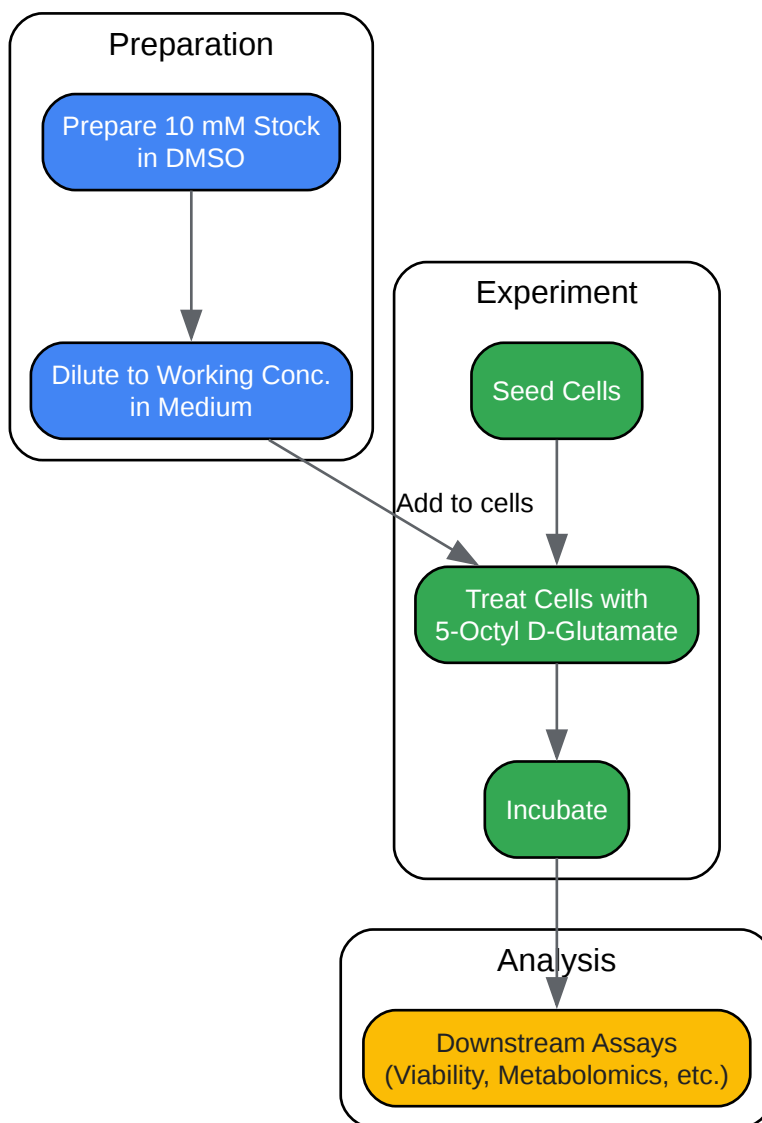 Preparation
Prepare 10 mM Stock
in DMSO
Dilute to Working Conc.
in Medium
Experiment
Seed Cells
Add to cells
Treat Cells with
5-Octyl D-Glutamate
Incubate
Analysis
Downstream Assays
(Viability, Metabolomics, etc.)